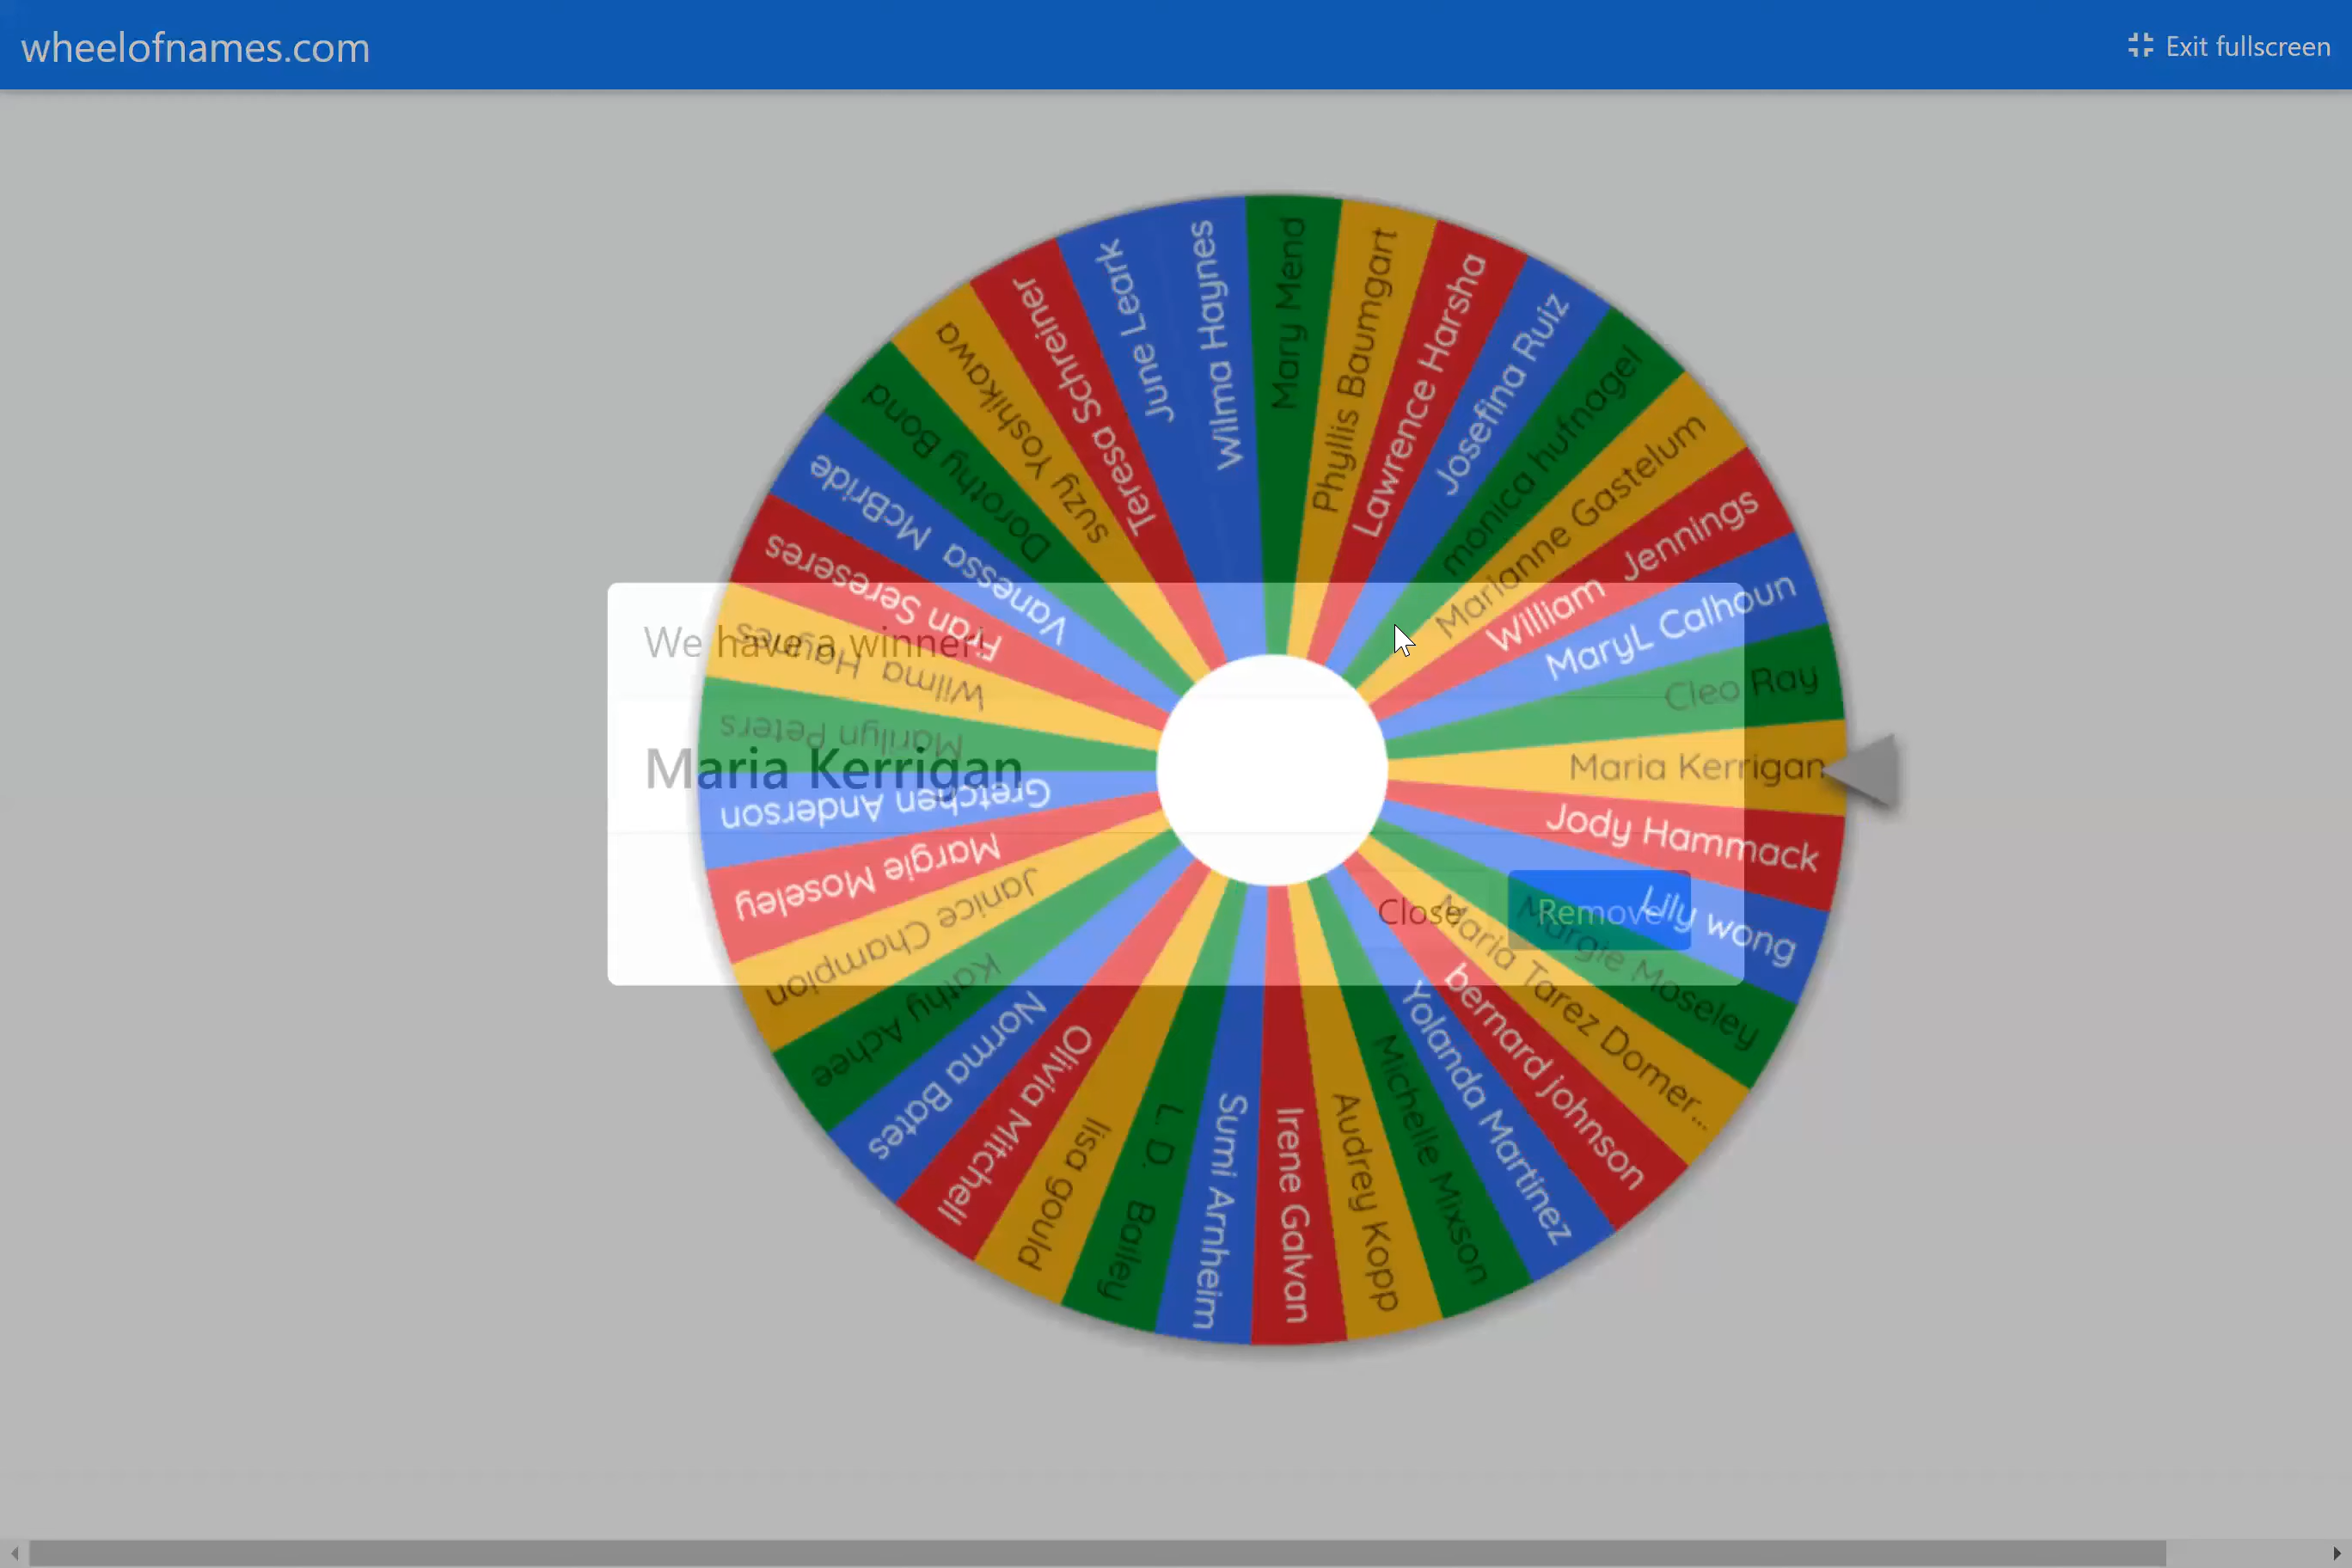 wheelofnames.com
Exit fullscreen
We have a winner!
Maria Kerrigan
Close
Remove
Mary Mend
Phyllis Baumgart
Lawrence Harsha
Josefina Ruiz
monica hufnagel
Marianne Gastelum
William Jennings
MaryL Calhoun
Cleo Ray
Maria Kerrigan
Jody Hammack
Lily wong
Margie Moseley
Maria Tarez Domer...
bernard johnson
Yolanda Martinez
Michelle Mixson
Audrey Kopp
Irene Galvan
Sumi Arnheim
L. D. Bailey
lisa gould
Olivia Mitchell
Norma Bates
Kathy Achee
Janice Champion
Margie Moseley
Gretchen Anderson
Marilyn Peters
Wilma Haynes
Fran Sereseres
Vanessa McBride
Dorothy Bond
suzy Yoshikawa
Teresa Schreiner
June Leark
Wilma Haynes